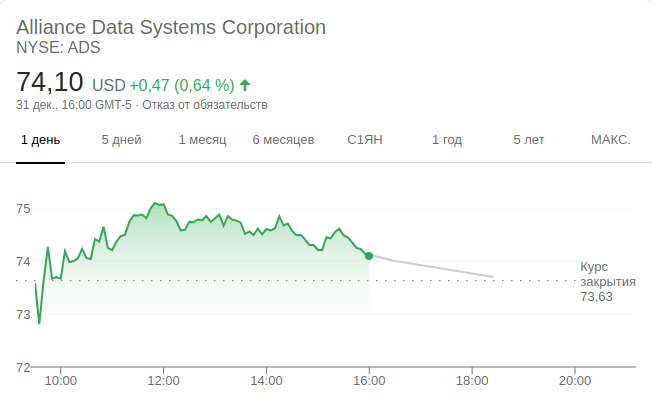 Alliance Data Systems Corporation
NYSE: ADS
74,10 USD +0,47 (0,64 %)
31 дек., 16:00 GMT-5 · Отказ от обязательств
1 день 5 дней 1 месяц 6 месяцев С1ЯН 1 год 5 лет МАКС.
75
74
73
72
Курс
закрытия
73,63
10:00 12:00 14:00 16:00 18:00 20:00